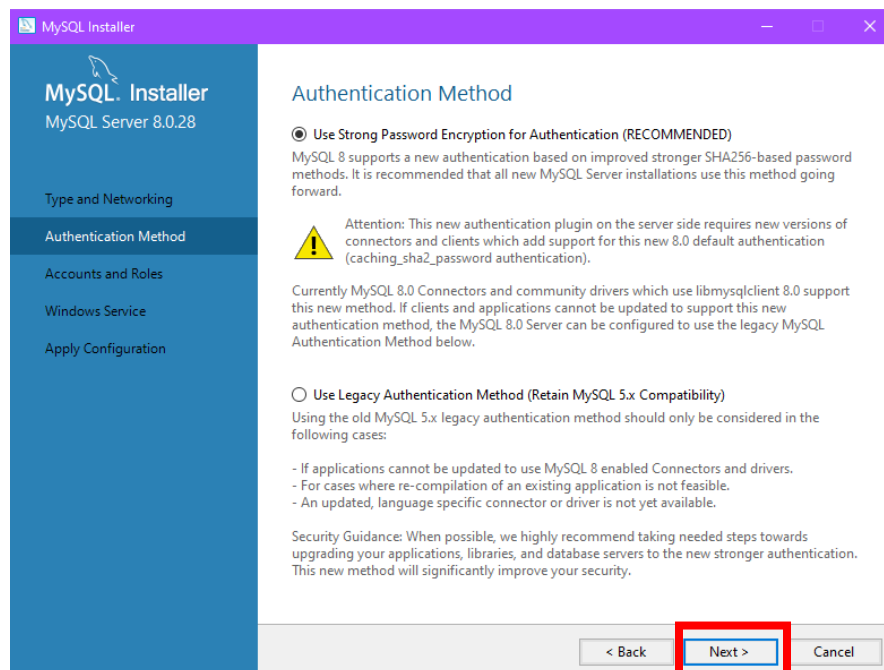 MySQL Installer
MySQL. Installer
MySQL Server 8.0.28
Type and Networking
Authentication Method
Accounts and Roles
Windows Service
Apply Configuration
Authentication Method
Use Strong Password Encryption for Authentication (RECOMMENDED)
MySQL 8 supports a new authentication based on improved stronger SHA256-based password
methods. It is recommended that all new MySQL Server installations use this method going
forward.
Attention: This new authentication plugin on the server side requires new versions of
connectors and clients which add support for this new 8.0 default authentication
(caching_sha2_password authentication).
Currently MySQL 8.0 Connectors and community drivers which use libmysqlclient 8.0 support
this new method. If clients and applications cannot be updated to support this new
authentication method, the MySQL 8.0 Server can be configured to use the legacy MySQL
Authentication Method below.
Use Legacy Authentication Method (Retain MySQL 5.x Compatibility)
Using the old MySQL 5.x legacy authentication method should only be considered in the
following cases:
- If applications cannot be updated to use MySQL 8 enabled Connectors and drivers.
- For cases where re-compilation of an existing application is not feasible.
- An updated, language specific connector or driver is not yet available.
Security Guidance: When possible, we highly recommend taking needed steps towards
upgrading your applications, libraries, and database servers to the new stronger authentication.
This new method will significantly improve your security.
< Back Next > Cancel